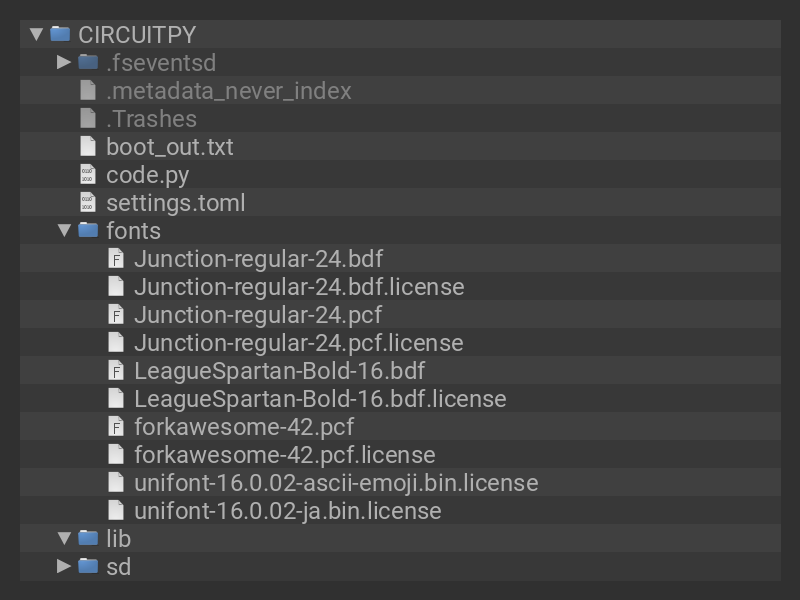 CIRCUITPY
.fseventsd
.metadata_never_index
.Trashes
boot_out.txt
code.py
settings.toml
fonts
Junction-regular-24.bdf
Junction-regular-24.bdf.license
Junction-regular-24.pcf
Junction-regular-24.pcf.license
LeagueSpartan-Bold-16.bdf
LeagueSpartan-Bold-16.bdf.license
forkawesome-42.pcf
forkawesome-42.pcf.license
unifont-16.0.02-ascii-emoji.bin.license
unifont-16.0.02-ja.bin.license
lib
sd